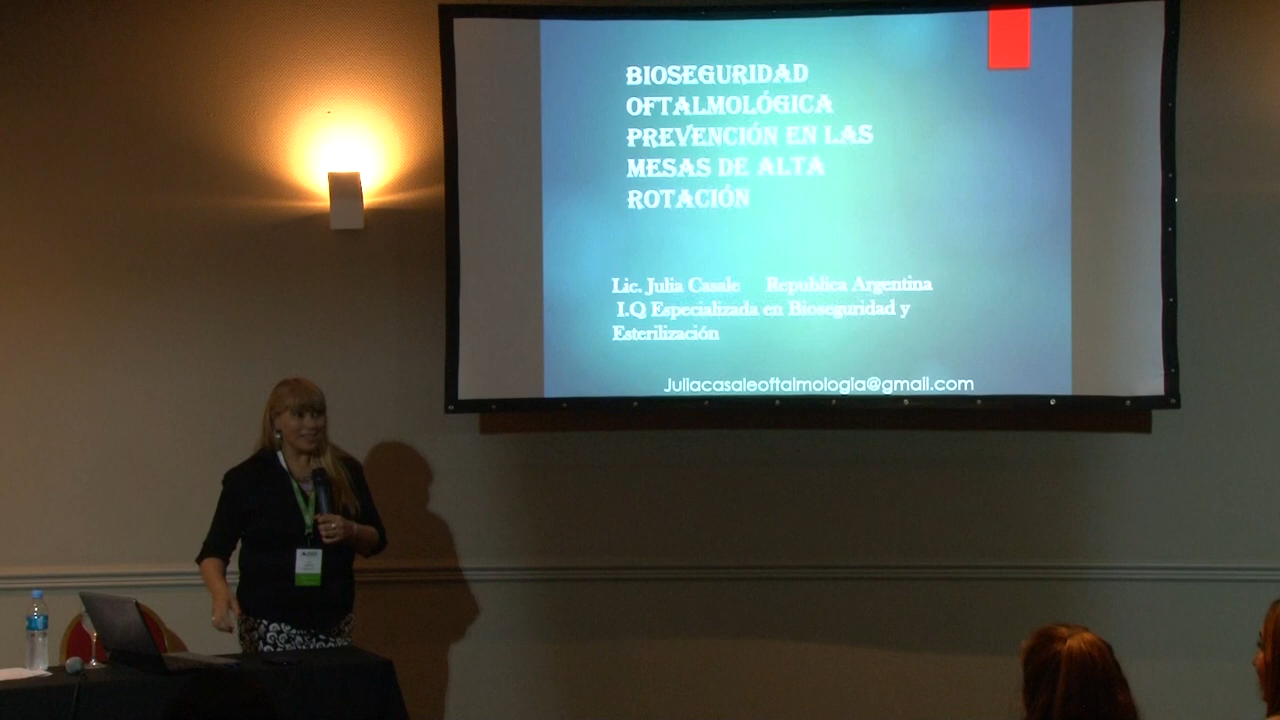 BIOSEGURIDAD
OFTALMOLÓGICA
PREVENCIÓN EN LAS
MESAS DE ALTA
ROTACIÓN
Lic. Julia Casale Republica Argentina
I.Q Especializada en Bioseguridad y
Esterilización
Juliacasaleoftalmologia@gmail.com